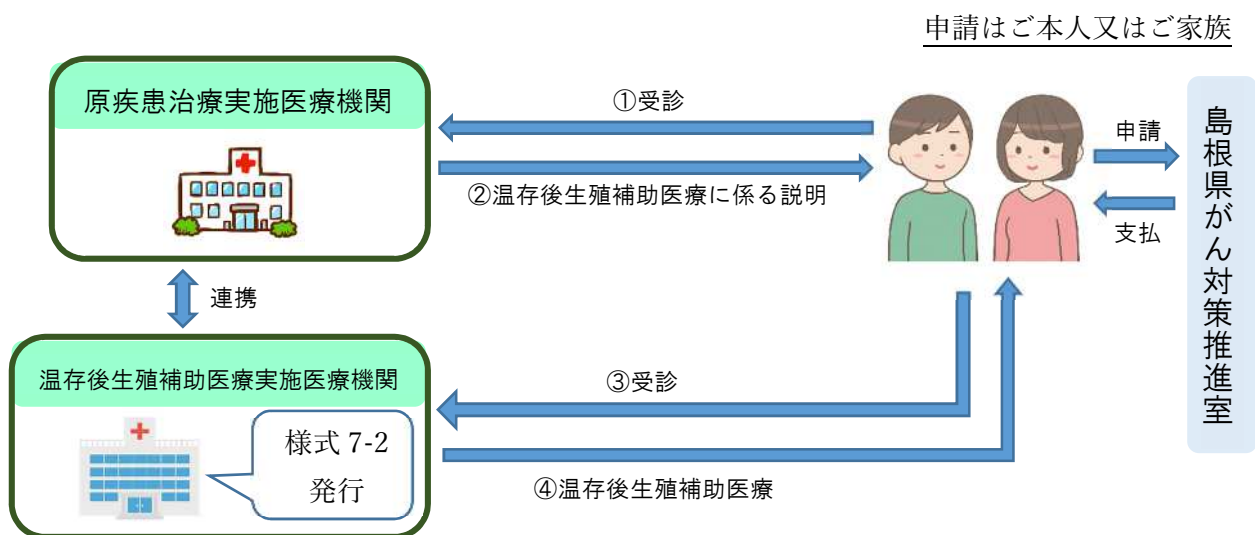 申請はご本人又はご家族
原疾患治療実施医療機関
①受診
②温存後生殖補助医療に係る説明
申請
支払
島根県がん対策推進室
連携
温存後生殖補助医療実施医療機関
③受診
様式 7-2
発行
④温存後生殖補助医療